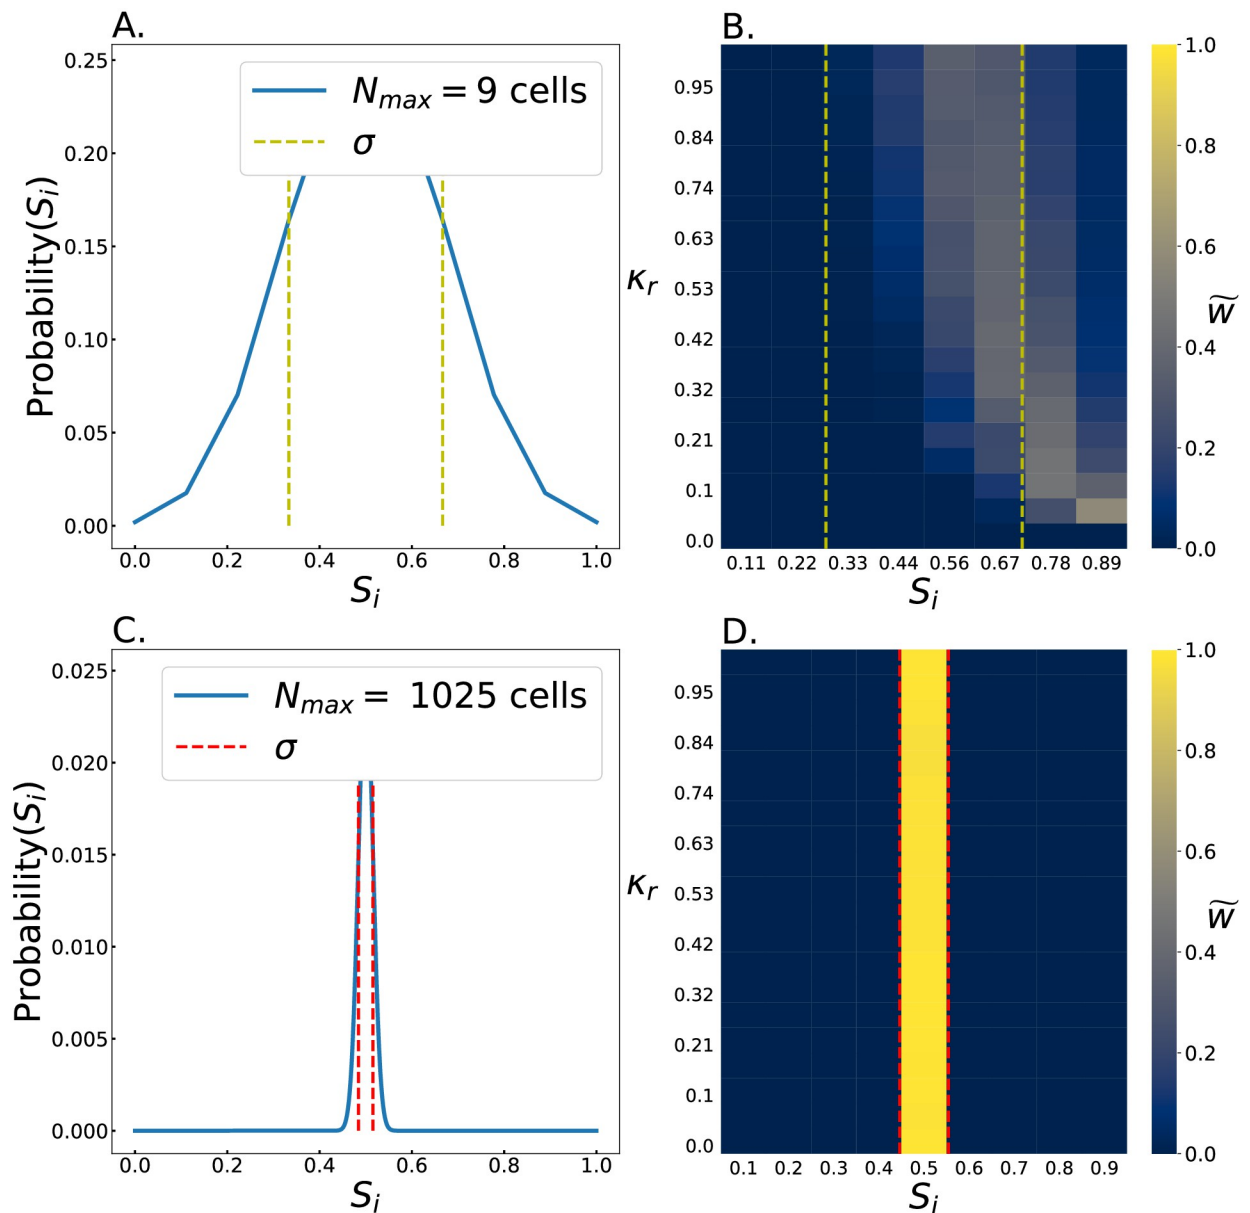 A.
Probability(S_i)
0.25
0.20
0.15
0.10
0.05
0.00
N_max = 9 cells
σ
0.0 0.2 0.4 0.6 0.8 1.0
S_i
B.
κ_r
0.95
0.84
0.74
0.63
0.53
0.42
0.32
0.21
0.1
0.0
0.11 0.22 0.33 0.44 0.56 0.67 0.78 0.89
S_i
1.0
0.8
0.6
0.4
0.2
0.0
w̃
C.
Probability(S_i)
0.025
0.020
0.015
0.010
0.005
0.000
N_max = 1025 cells
σ
0.0 0.2 0.4 0.6 0.8 1.0
S_i
D.
κ_r
0.95
0.84
0.74
0.63
0.53
0.42
0.32
0.21
0.1
0.0
0.1 0.2 0.3 0.4 0.5 0.6 0.7 0.8 0.9
S_i
1.0
0.8
0.6
0.4
0.2
0.0
w̃